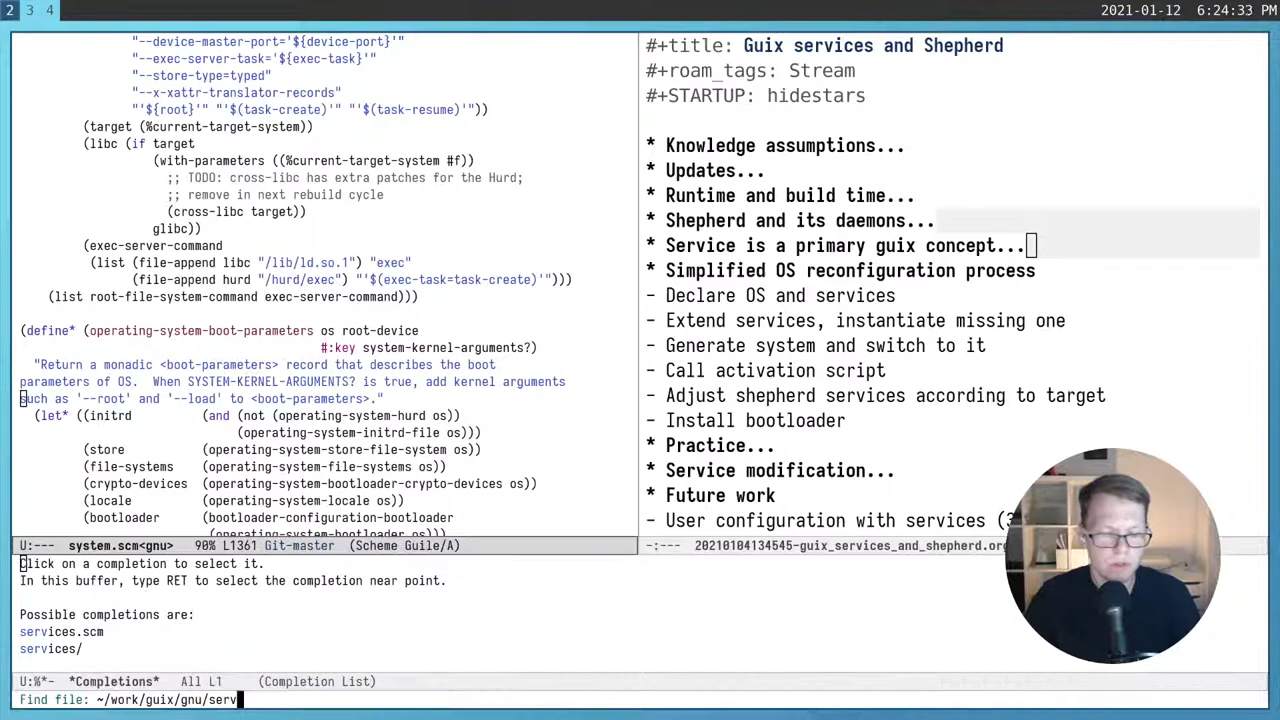 2 3 4
2021-01-12 6:24:33 PM
"--device-master-port='${device-port}'"
"--exec-server-task='${exec-task}'"
"--store-type=typed"
"--x-xattr-translator-records"
"'${root}'" "'$(task-create)'" "'$(task-resume)'"))
(target (%current-target-system))
(libc (if target
(with-parameters ((%current-target-system #f))
;; TODO: cross-libc has extra patches for the Hurd;
;; remove in next rebuild cycle
(cross-libc target))
glibc))
(exec-server-command
(list (file-append libc "/lib/ld.so.1") "exec"
(file-append hurd "/hurd/exec") "'$(exec-task=task-create)'")))
(list root-file-system-command exec-server-command)))
(define* (operating-system-boot-parameters os root-device
#:key system-kernel-arguments?)
"Return a monadic <boot-parameters> record that describes the boot
parameters of OS.  When SYSTEM-KERNEL-ARGUMENTS? is true, add kernel arguments
such as '--root' and '--load' to <boot-parameters>."
(let* ((initrd (and (not (operating-system-hurd os))
(operating-system-initrd-file os)))
(store (operating-system-store-file-system os))
(file-systems (operating-system-file-systems os))
(crypto-devices (operating-system-bootloader-crypto-devices os))
(locale (operating-system-locale os))
(bootloader (bootloader-configuration-bootloader
(operating-system-bootloader os)))
U:--- system.scm<gnu> 90% L1361 Git-master (Scheme Guile/A)
#+title: Guix services and Shepherd
#+roam_tags: Stream
#+STARTUP: hidestars
* Knowledge assumptions...
* Updates...
* Runtime and build time...
* Shepherd and its daemons...
* Service is a primary guix concept...
* Simplified OS reconfiguration process
- Declare OS and services
- Extend services, instantiate missing one
- Generate system and switch to it
- Call activation script
- Adjust shepherd services according to target
- Install bootloader
* Practice...
* Service modification...
* Future work
- User configuration with services (
-:--- 20210104134545-guix_services_and_shepherd.org
Click on a completion to select it.
In this buffer, type RET to select the completion near point.
Possible completions are:
services.scm
services/
U:%*- *Completions* All L1 (Completion List)
Find file: ~/work/guix/gnu/serv